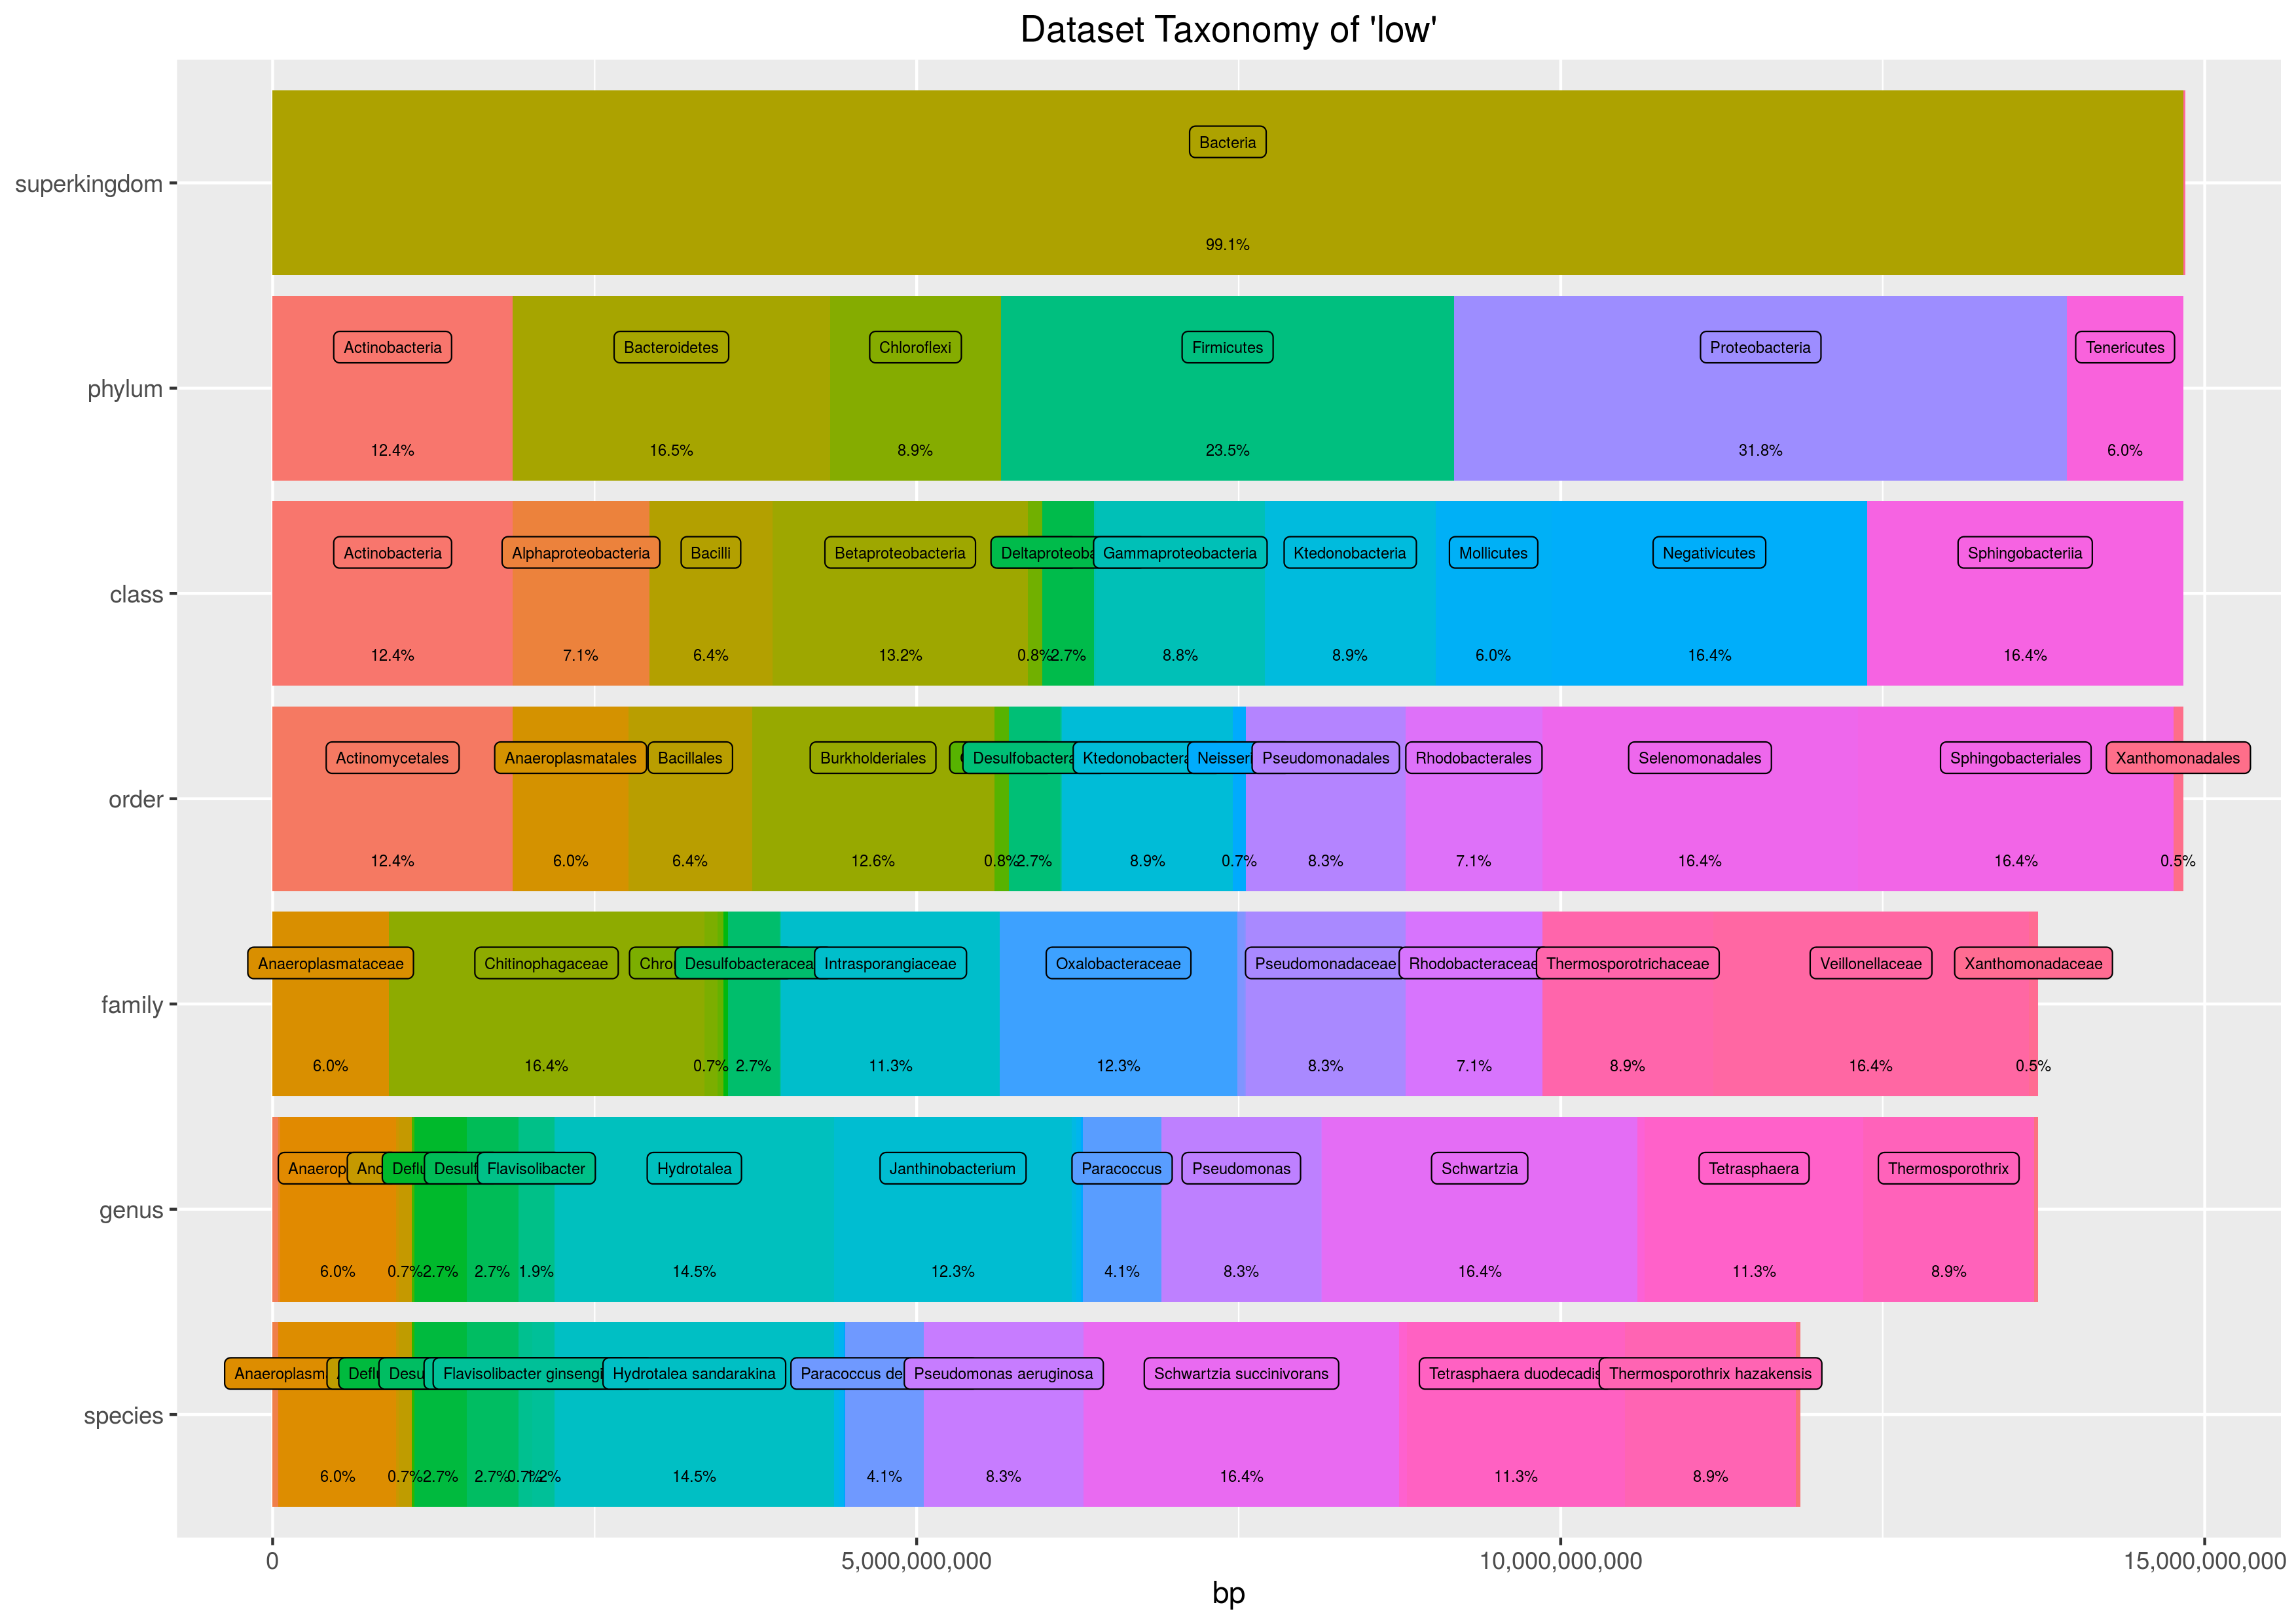 Dataset Taxonomy of 'low'
superkingdom
Bacteria
99.1%
phylum
Actinobacteria Bacteroidetes Chloroflexi Firmicutes Proteobacteria Tenericutes
12.4% 16.5% 8.9% 23.5% 31.8% 6.0%
class
Actinobacteria Alphaproteobacteria Bacilli Betaproteobacteria Deltaproteoba Gammaproteobacteria Ktedonobacteria Mollicutes Negativicutes Sphingobacteriia
12.4% 7.1% 6.4% 13.2% 0.8% 2.7% 8.8% 8.9% 6.0% 16.4% 16.4%
order
Actinomycetales Anaeroplasmatales Bacillales Burkholderiales Desulfobactera Ktedonobactera Neisser Pseudomonadales Rhodobacterales Selenomonadales Sphingobacteriales Xanthomonadales
12.4% 6.0% 6.4% 12.6% 0.8% 2.7% 8.9% 0.7% 8.3% 7.1% 16.4% 16.4% 0.5%
family
Anaeroplasmataceae Chitinophagaceae Chro Desulfobacteracea Intrasporangiaceae Oxalobacteraceae Pseudomonadaceae Rhodobacteraceae Thermosporotrichaceae Veillonellaceae Xanthomonadaceae
6.0% 16.4% 0.7% 2.7% 11.3% 12.3% 8.3% 7.1% 8.9% 16.4% 0.5%
genus
Anaerop Anc Deflu Desulf Flavisolibacter Hydrotalea Janthinobacterium Paracoccus Pseudomonas Schwartzia Tetrasphaera Thermosporothrix
6.0% 0.7% 2.7% 2.7% 1.9% 14.5% 12.3% 4.1% 8.3% 16.4% 11.3% 8.9%
species
Anaeroplasm Deflu Desu Flavisolibacter ginsengi Hydrotalea sandarakina Paracoccus de Pseudomonas aeruginosa Schwartzia succinivorans Tetrasphaera duodecadis Thermosporothrix hazakensis
6.0% 0.7% 2.7% 2.7% 0.7% 1.2% 14.5% 4.1% 8.3% 16.4% 11.3% 8.9%
0 5,000,000,000 10,000,000,000 15,000,000,000
bp